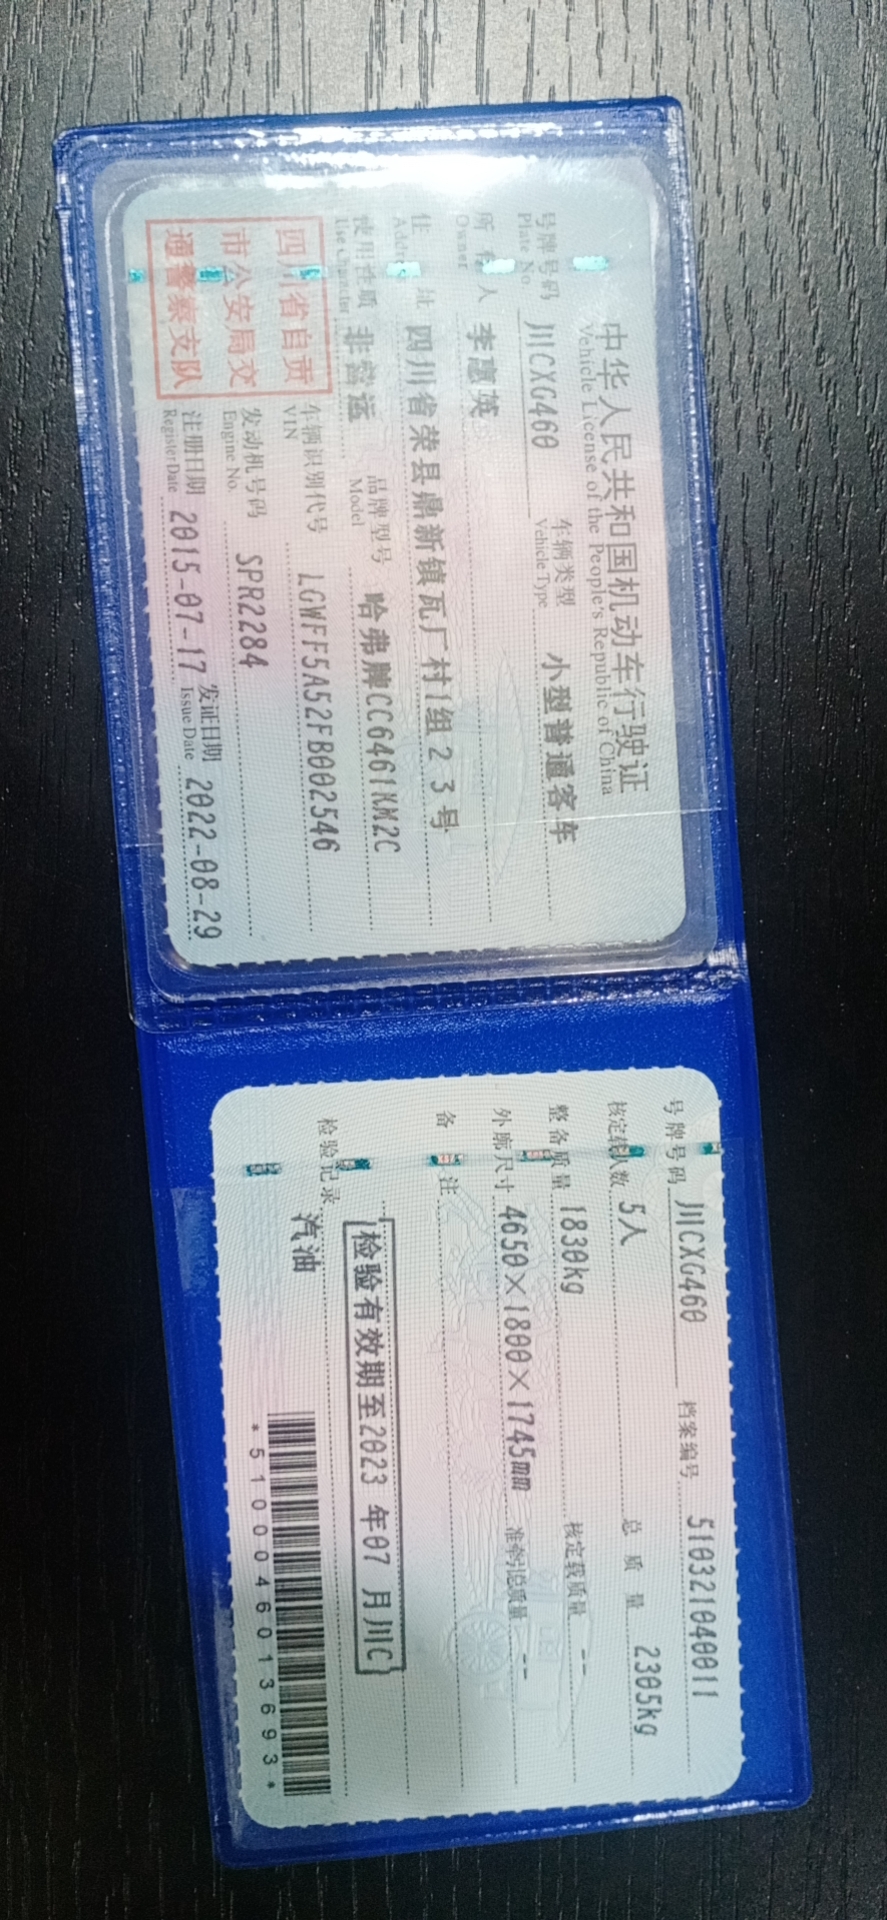 中华人民共和国机动车行驶证
Vehicle License of the People's Republic of China
号牌号码 Plate No. 川CXG460 车辆类型 Vehicle Type 小型普通客车
所有人 Owner 李惠英
住址 Address 四川省荣县鼎新镇瓦厂村1组23号
使用性质 Use Character 非营运 品牌型号 Model 哈弗牌CC6461KM2C
车辆识别代号 VIN LGWFF5A52FB002546
发动机号码 Engine No. SPR2284
注册日期 Register Date 2015-07-17 发证日期 Issue Date 2022-08-29
四川省自贡
市公安局交
通警察支队
号牌号码 川CXG460 档案编号 510321040011
核定载人数 5人 总质量 2305kg
整备质量 1830kg 核定载质量 --
外廓尺寸 4650×1800×1745mm 准牵引总质量 --
备注
检验有效期至2023 年07 月川C
检验记录
汽油
*5100046013693*